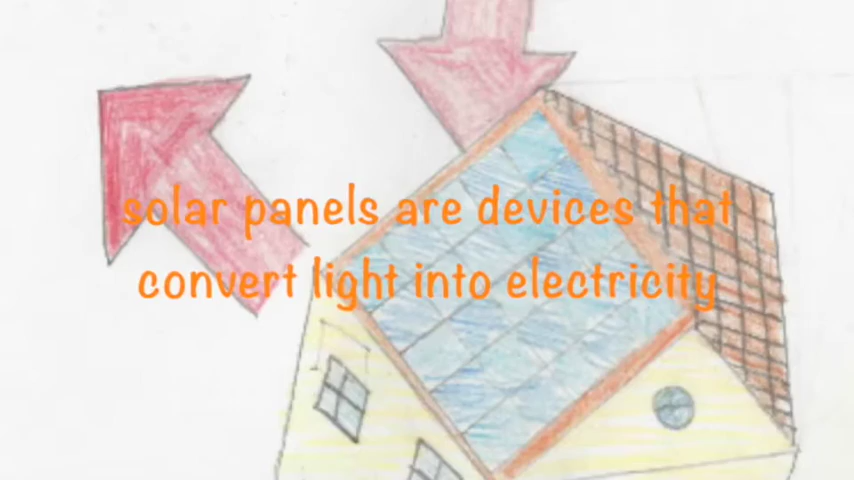 solar panels are devices that
convert light into electricity